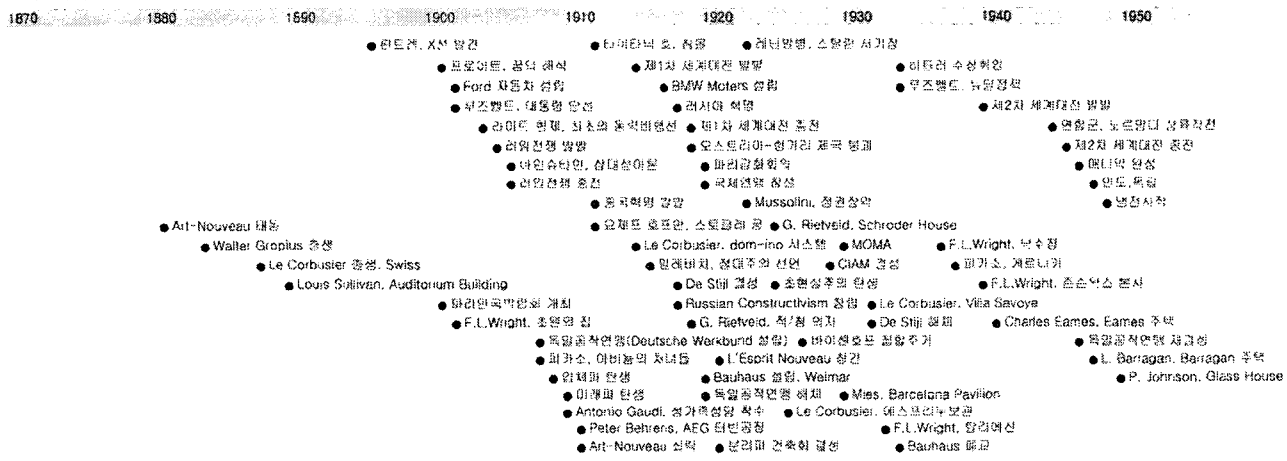 1870 1880 1890 1900 1910 1920 1930 1940 1950
● 뢴트겐, X선 발견 ● 타이타닉 호, 침몰 ● 레닌망병, 스탈린 서기장
● 프로이트, 꿈의 해석 ● 제1차 세계대전 발발 ● 히틀러 수상취임
● Ford 자동차 설립 ● BMW Moters 설립 ● 루즈벨트, 뉴딜정책
● 루즈벨트, 대통령 당선 ● 러시아 혁명 ● 제2차 세계대전 발발
● 라이트 형제, 최초의 동력비행선 ● 제1차 세계대전 종전 ● 연합군, 노르망디 상륙작전
● 러일전쟁 발발 ● 오스트리아-헝가리 제국 붕괴 ● 제2차 세계대전 종전
● 아인슈타인, 상대성이론 ● 파리강화회의 ● 애니악 완성
● 러일전쟁 종전 ● 국제연맹 창설 ● 인도,독립
● 중국혁명 ● Mussolini, 정권장악 ● 냉전시작
● Art-Nouveau 태동 ● 요제프 호프만, 스토클레 궁 ● G. Rietveld, Schroder House
● Walter Gropius 출생 ● Le Corbusier, dom-ino 시스템 ● MOMA ● F.L.Wright, 낙수장
● Le Corbusier 출생, Swiss ● 말레비치, 절대주의 선언 ● CIAM 결성 ● 피카소, 게르니카
● Louis Sullivan, Auditorium Building ● De Stijl 결성 ● 초현실주의 탄생 ● F.L.Wright, 존슨왁스 본사
● 파리만국박람회 개최 ● Russian Constructivism 창립 ● Le Corbusier, Villa Savoye
● F.L.Wright, 초원의 집 ● G. Rietveld, 적/청 의자 ● De Stijl 해체 ● Charles Eames, Eames 주택
● 독일공작연맹(Deutsche Werkbund 설립) ● 바이센호프 집합주거 ● 독일공작연맹 재결성
● 피카소, 아비뇽의 처녀들 ● L'Esprit Nouveau 창간 ● L. Barragan, Barragan 주택
● 입체파 탄생 ● Bauhaus 설립, Weimar ● P. Johnson, Glass House
● 미래파 탄생 ● 독일공작연맹 해체 ● Mies, Barcelona Pavilion
● Antonio Gaudi, 성가족성당 착수 ● Le Corbusier, 에스프리누보관
● Peter Behrens, AEG 터빈공장 ● F.L.Wright, 탈리에신
● Art-Nouveau 쇠락 ● 분리파 건축회 결성 ● Bauhaus 폐교